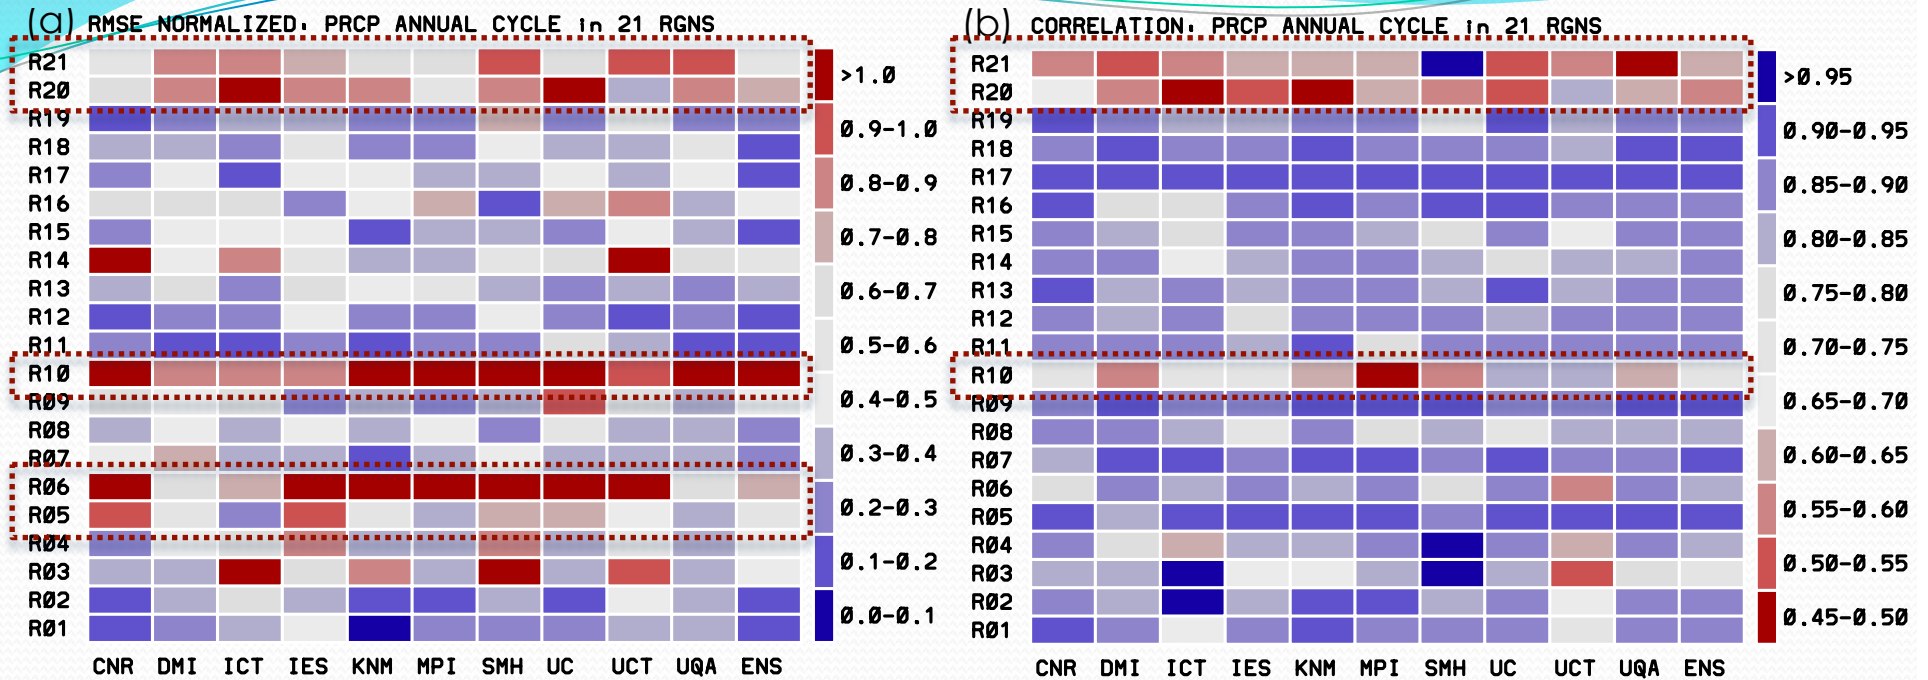 (a) RMSE NORMALIZED: PRCP ANNUAL CYCLE in 21 RGNS
R21
R20
R19
R18
R17
R16
R15
R14
R13
R12
R11
R10
R09
R08
R07
R06
R05
R04
R03
R02
R01
CNR DMI ICT IES KNM MPI SMH UC UCT UQA ENS
>1.0
0.9-1.0
0.8-0.9
0.7-0.8
0.6-0.7
0.5-0.6
0.4-0.5
0.3-0.4
0.2-0.3
0.1-0.2
0.0-0.1
(b) CORRELATION: PRCP ANNUAL CYCLE in 21 RGNS
R21
R20
R19
R18
R17
R16
R15
R14
R13
R12
R11
R10
R09
R08
R07
R06
R05
R04
R03
R02
R01
CNR DMI ICT IES KNM MPI SMH UC UCT UQA ENS
>0.95
0.90-0.95
0.85-0.90
0.80-0.85
0.75-0.80
0.70-0.75
0.65-0.70
0.60-0.65
0.55-0.60
0.50-0.55
0.45-0.50